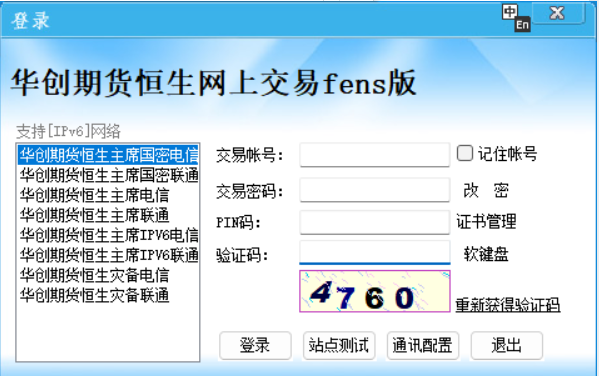 登录
中
En
华创期货恒生网上交易fens版
支持[IPv6]网络
华创期货恒生主席国密电信
华创期货恒生主席国密联通
华创期货恒生主席电信
华创期货恒生主席联通
华创期货恒生主席IPV6电信
华创期货恒生主席IPV6联通
华创期货恒生灾备电信
华创期货恒生灾备联通
交易帐号： 记住帐号
交易密码： 改 密
PIN码： 证书管理
验证码： 软键盘
4760 重新获得验证码
登录 站点测试 通讯配置 退出